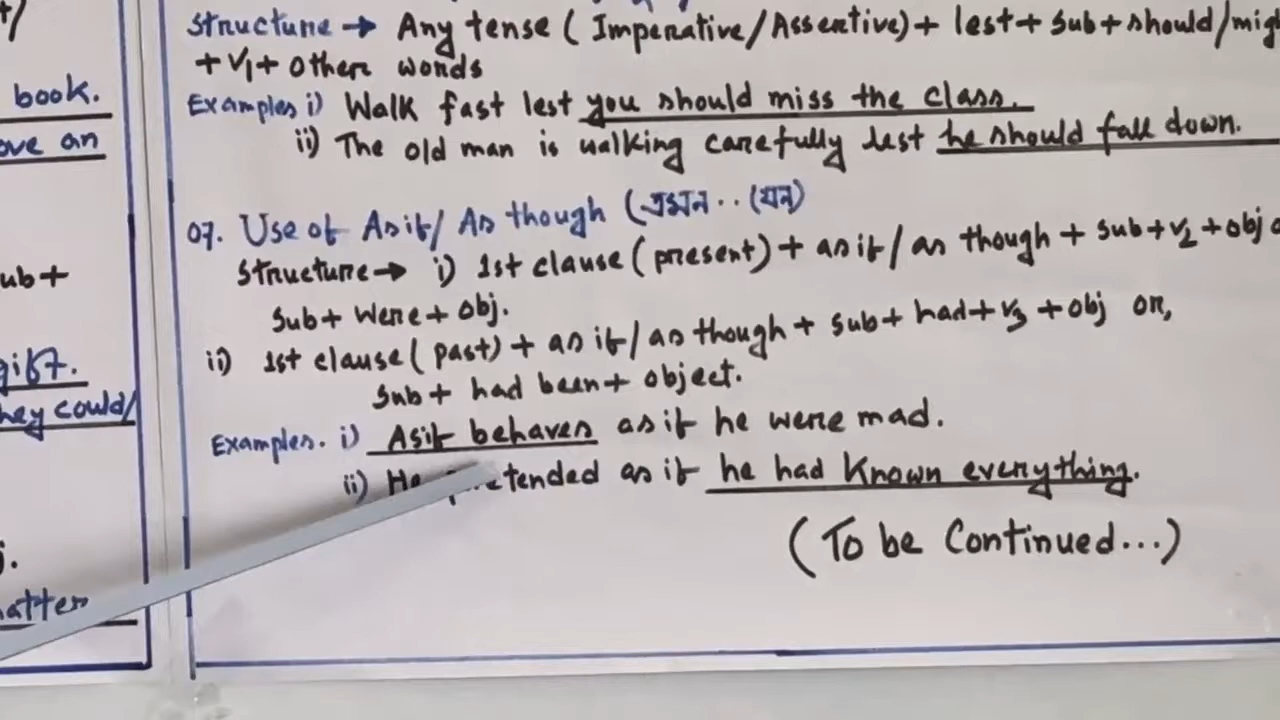 book.
ove an
ub+
gift.
hey could/
atter
Structure → Any tense ( Imperative/Assertive) + lest + sub + should/mig
+ V1 + other words
Examples i) Walk fast lest you should miss the class.
ii) The old man is walking carefully lest he should fall down.
07. Use of As if/ As though (এমন.. যেন)
Structure → i) 1st clause (present) + as if/ as though + sub + V2 + obj o
Sub + were + obj.
ii) 1st clause ( past) + as if/ as though + sub + had + V3 + obj or,
Sub + had been + object.
Examples. i) Asif behaves as if he were mad.
ii) He pretended as if he had known everything.
(To be Continued...)